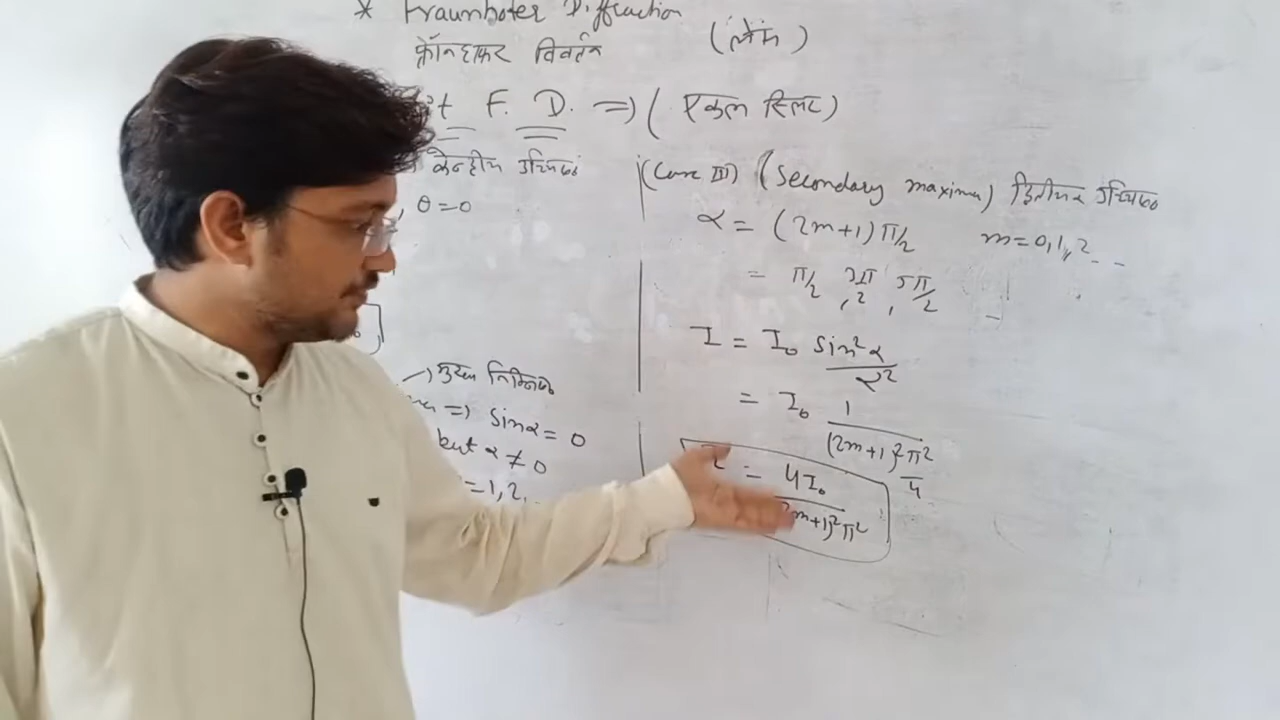 * Fraunhofer Diffraction
फ्रॉनहॉफर विवर्तन (लेंस)
t F. D. => ( एकल स्लिट)
केन्द्रीय उच्चिष्ठ
, θ=0
मुख्य निम्निष्ठ
=> Sinα = 0
but α ≠ 0
=1,2,..
(Case III) (Secondary maxima) द्वितीयक उच्चिष्ठ
α = (2m+1)π/2 m=0,1,2..
= π/2, 3π/2, 5π/2
I = I₀ Sin²α/α²
= I₀ 1/((2m+1)²π²/4)
= 4I₀/(2m+1)²π²